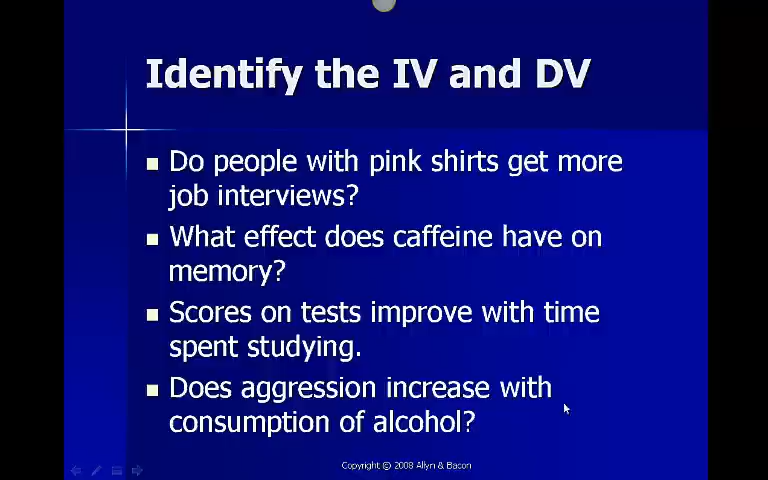 Identify the IV and DV
Do people with pink shirts get more
job interviews?
What effect does caffeine have on
memory?
Scores on tests improve with time
spent studying.
Does aggression increase with
consumption of alcohol?
Copyright © 2008 Allyn & Bacon